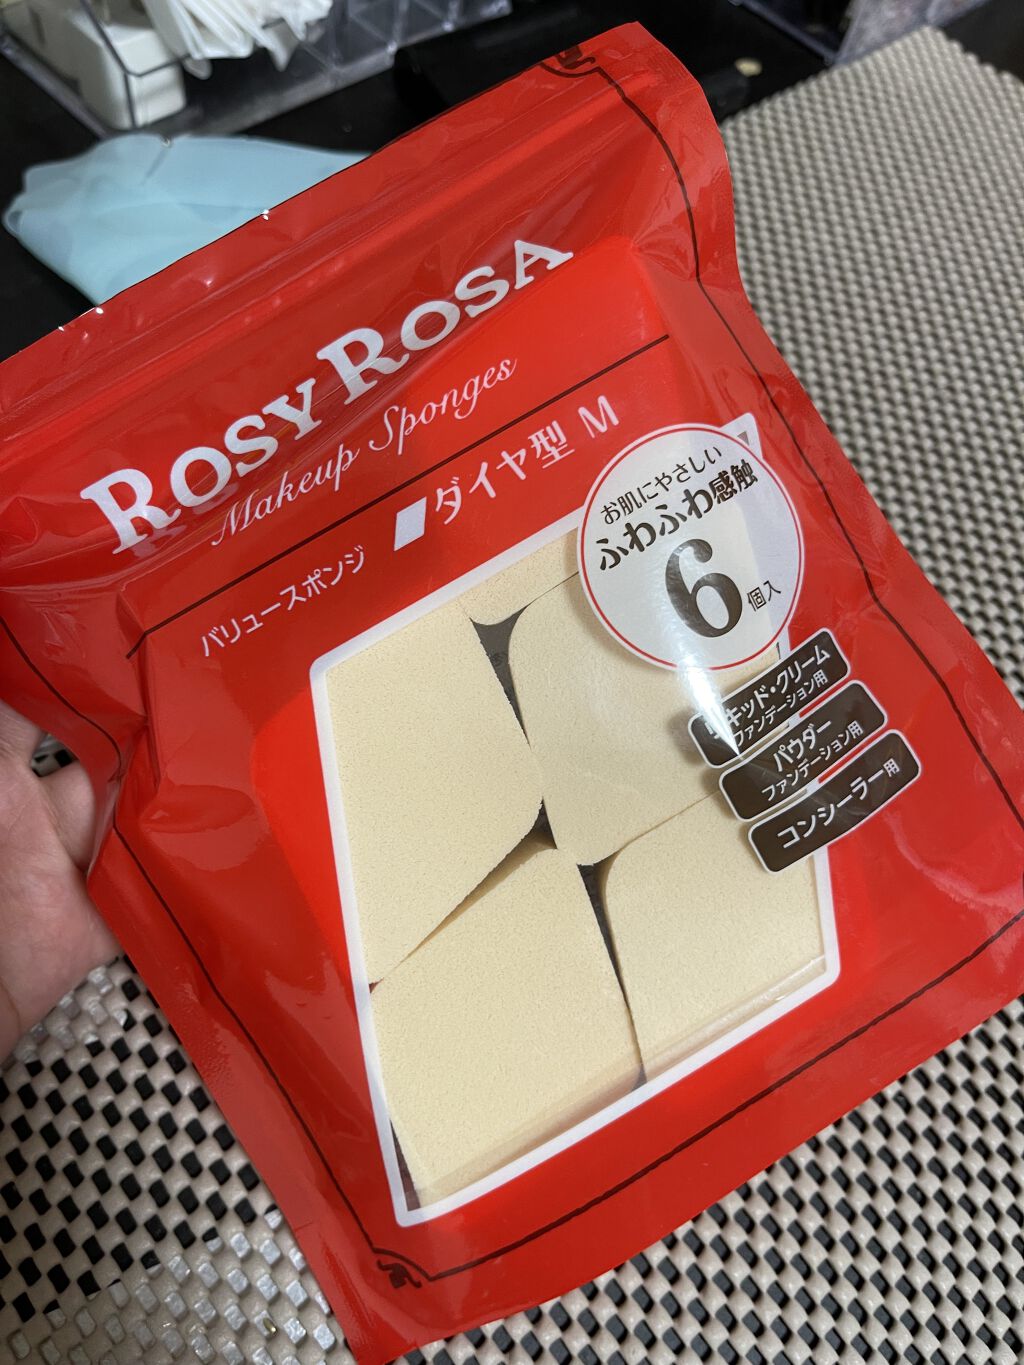 ROSY ROSA
Makeup Sponges
バリュースポンジ ダイヤ型 M
お肌にやさしい
ふわふわ感触
6個入
リキッド・クリーム
ファンデーション用
パウダー
ファンデーション用
コンシーラー用